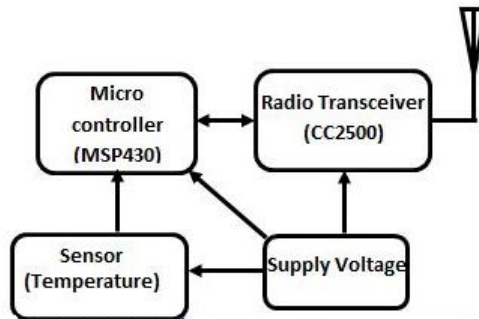 Micro
controller
(MSP430)
Radio Transceiver
(CC2500)
Sensor
(Temperature)
Supply Voltage